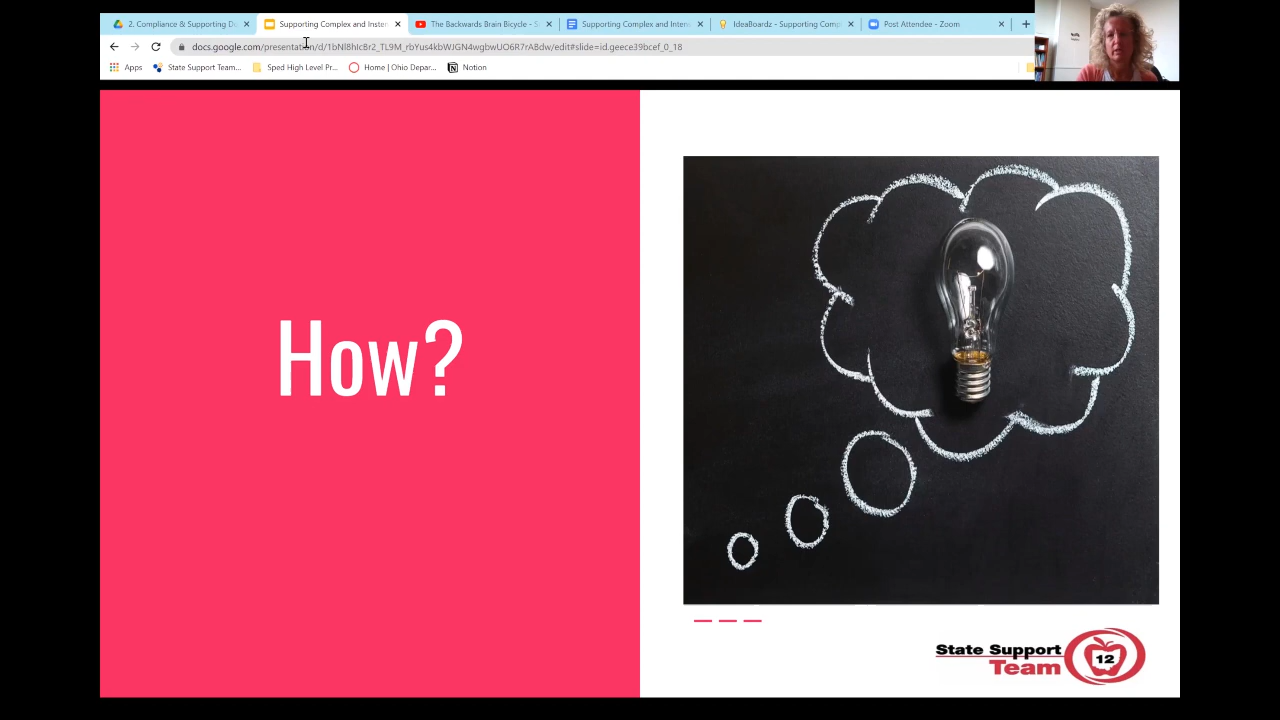 2. Compliance & Supporting D
Supporting Complex and Inten
The Backwards Brain Bicycle - S
Supporting Complex and Inten
IdeaBoardz - Supporting Comp
Post Attendee - Zoom
docs.google.com/presentation/d/1bNl8hIcBr2_TL9M_rbYus4kbWJGN4wgbwUO6R7rABdw/edit#slide=id.geece39bcef_0_18
Apps
State Support Team...
Sped High Level Pr...
Home | Ohio Depar...
Notion
How?
State Support
Team
12